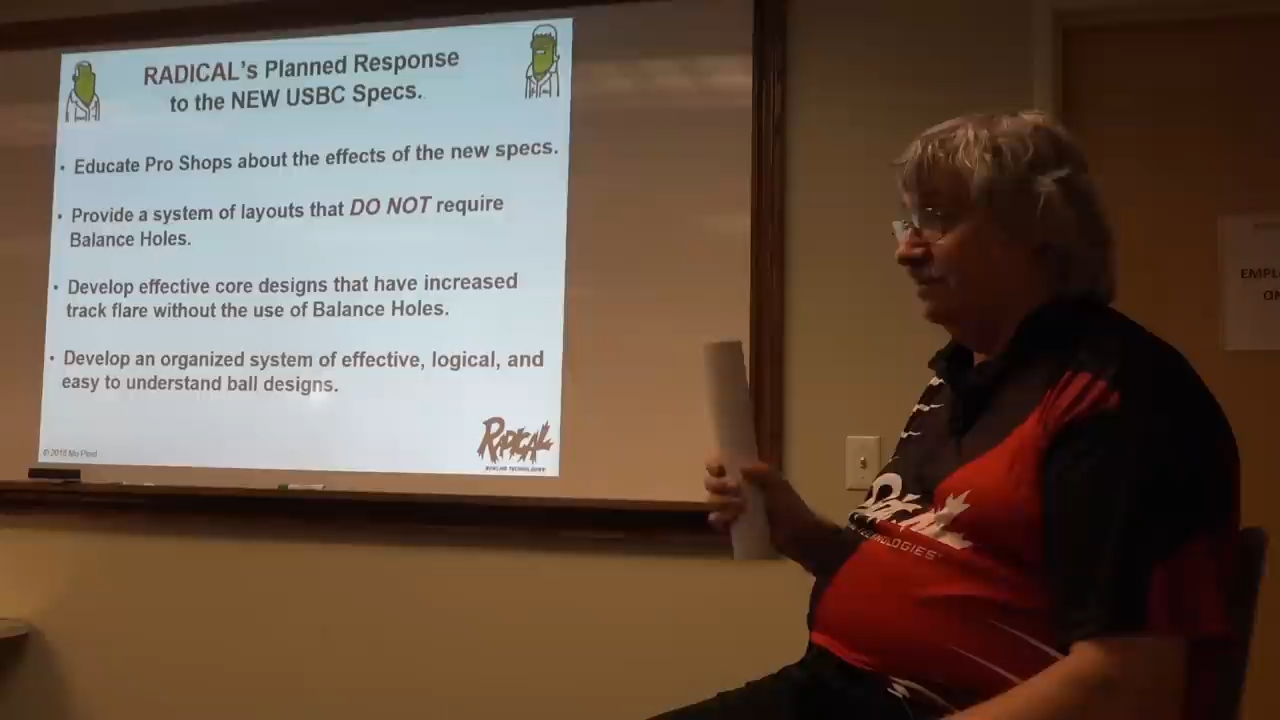 RADICAL's Planned Response
to the NEW USBC Specs.
• Educate Pro Shops about the effects of the new specs.
• Provide a system of layouts that DO NOT require
Balance Holes.
• Develop effective core designs that have increased
track flare without the use of Balance Holes.
• Develop an organized system of effective, logical, and
easy to understand ball designs.
RADICAL
BOWLING TECHNOLOGIES